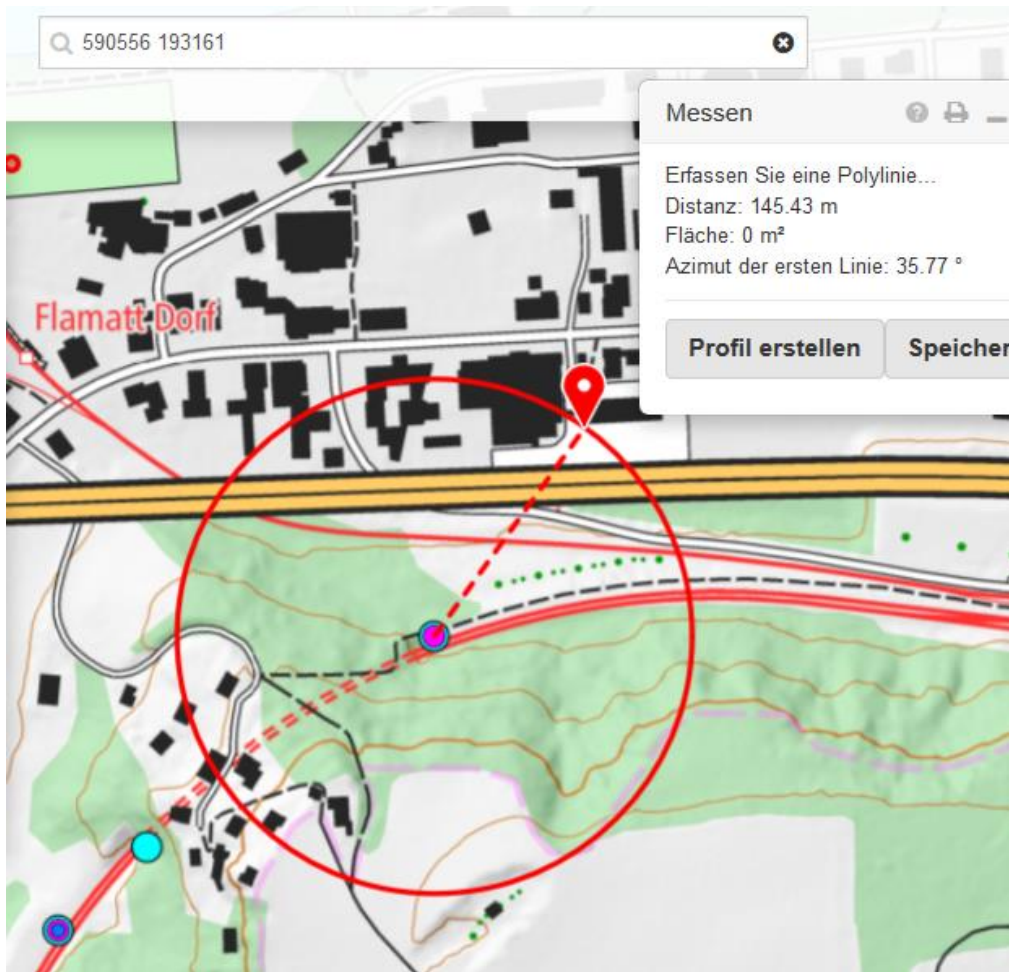 590556 193161
Messen
Erfassen Sie eine Polylinie...
Distanz: 145.43 m
Fläche: 0 m²
Azimut der ersten Linie: 35.77 °
Profil erstellen
Speicher
Flamatt Dorf